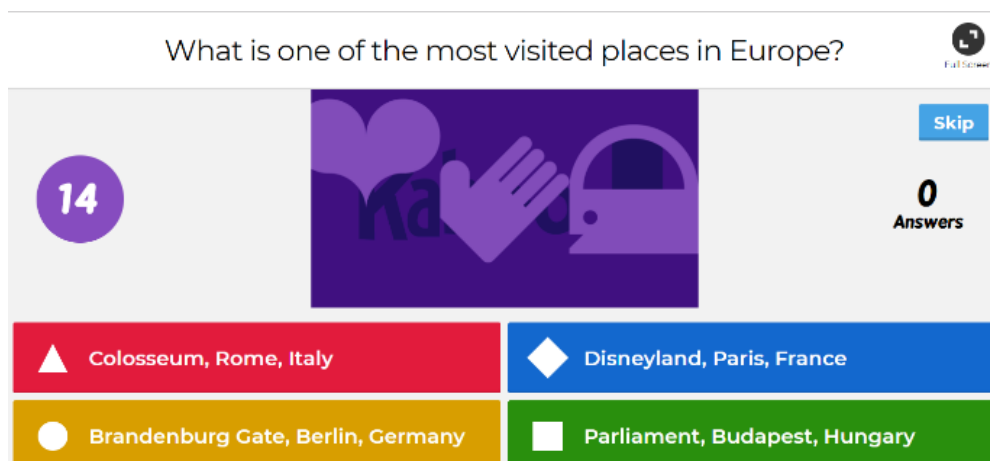 What is one of the most visited places in Europe?
Full Screen
Skip
14
0
Answers
Colosseum, Rome, Italy
Disneyland, Paris, France
Brandenburg Gate, Berlin, Germany
Parliament, Budapest, Hungary